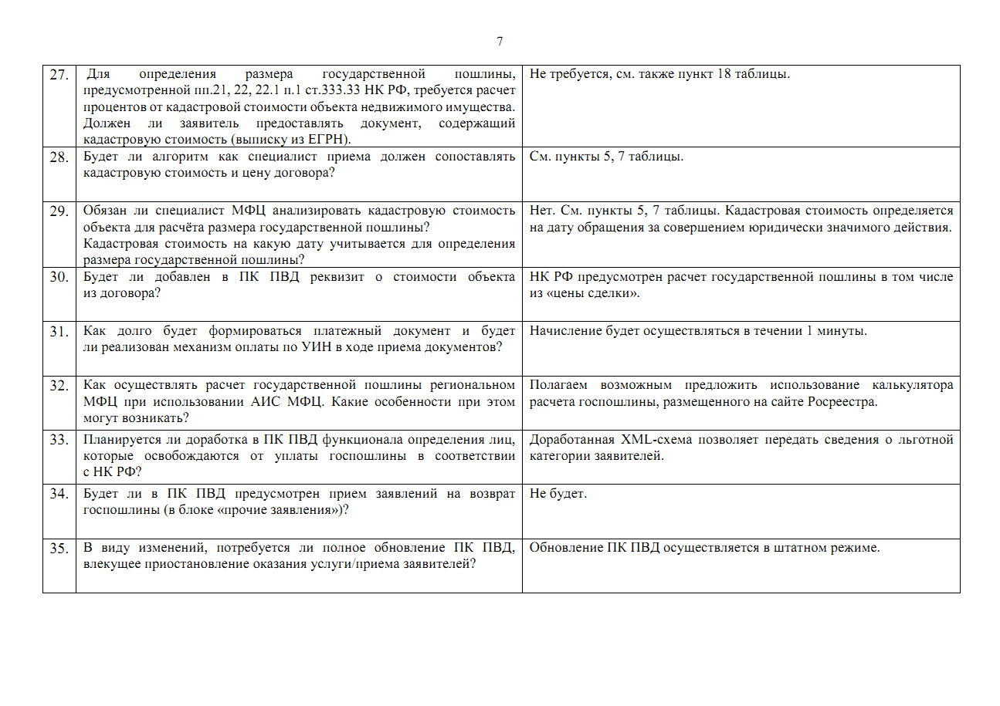 7
27.
Для определения размера государственной пошлины,
предусмотренной пп.21, 22, 22.1 п.1 ст.333.33 НК РФ, требуется расчет
процентов от кадастровой стоимости объекта недвижимого имущества.
Должен ли заявитель предоставлять документ, содержащий
кадастровую стоимость (выписку из ЕГРН).
Не требуется, см. также пункт 18 таблицы.
28.
Будет ли алгоритм как специалист приема должен сопоставлять
кадастровую стоимость и цену договора?
См. пункты 5, 7 таблицы.
29.
Обязан ли специалист МФЦ анализировать кадастровую стоимость
объекта для расчёта размера государственной пошлины?
Кадастровая стоимость на какую дату учитывается для определения
размера государственной пошлины?
Нет. См. пункты 5, 7 таблицы. Кадастровая стоимость определяется
на дату обращения за совершением юридически значимого действия.
30.
Будет ли добавлен в ПК ПВД реквизит о стоимости объекта
из договора?
НК РФ предусмотрен расчет государственной пошлины в том числе
из «цены сделки».
31.
Как долго будет формироваться платежный документ и будет
ли реализован механизм оплаты по УИН в ходе приема документов?
Начисление будет осуществляться в течении 1 минуты.
32.
Как осуществлять расчет государственной пошлины региональном
МФЦ при использовании АИС МФЦ. Какие особенности при этом
могут возникать?
Полагаем возможным предложить использование калькулятора
расчета госпошлины, размещенного на сайте Росреестра.
33.
Планируется ли доработка в ПК ПВД функционала определения лиц,
которые освобождаются от уплаты госпошлины в соответствии
с НК РФ?
Доработанная XML-схема позволяет передать сведения о льготной
категории заявителей.
34.
Будет ли в ПК ПВД предусмотрен прием заявлений на возврат
госпошлины (в блоке «прочие заявления»)?
Не будет.
35.
В виду изменений, потребуется ли полное обновление ПК ПВД,
влекущее приостановление оказания услуги/приема заявителей?
Обновление ПК ПВД осуществляется в штатном режиме.